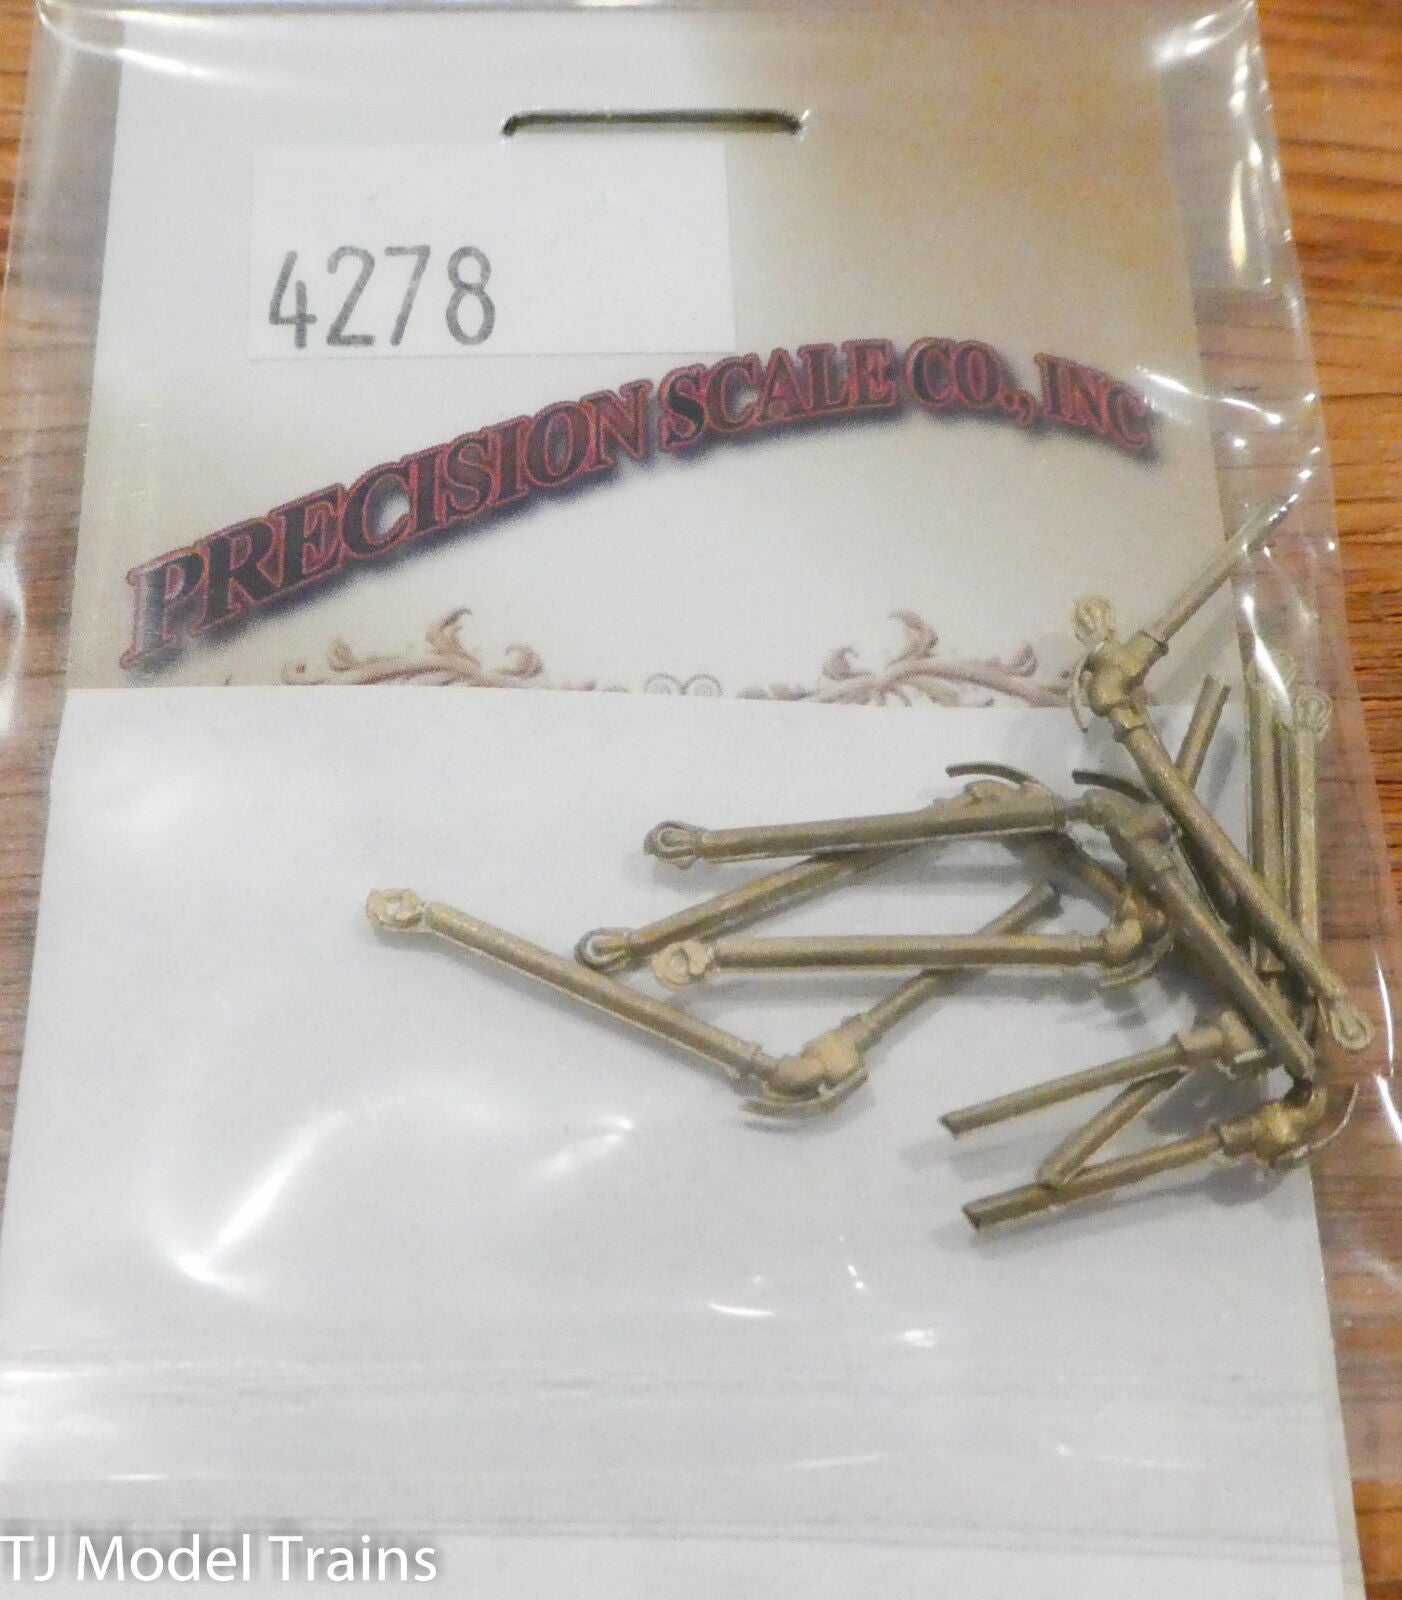 4278
PRECISION SCALE CO., INC
TJ Model Trains